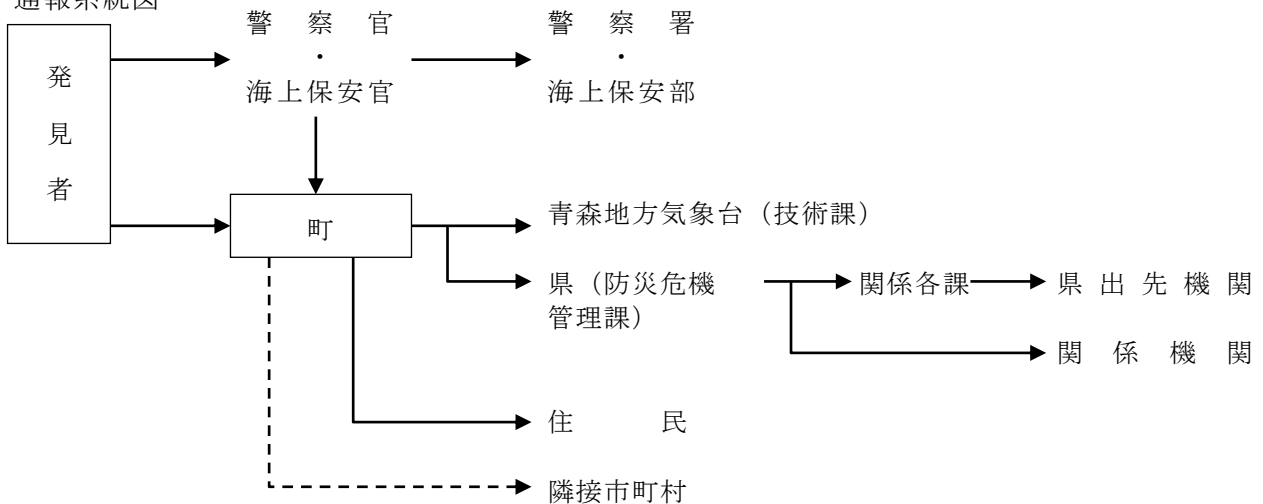 通報系統図
警察官
・
海上保安官
警察署
・
海上保安部
発見者
町
青森地方気象台（技術課）
県（防災危機
管理課）
関係各課
県出先機関
関係機関
住民
隣接市町村